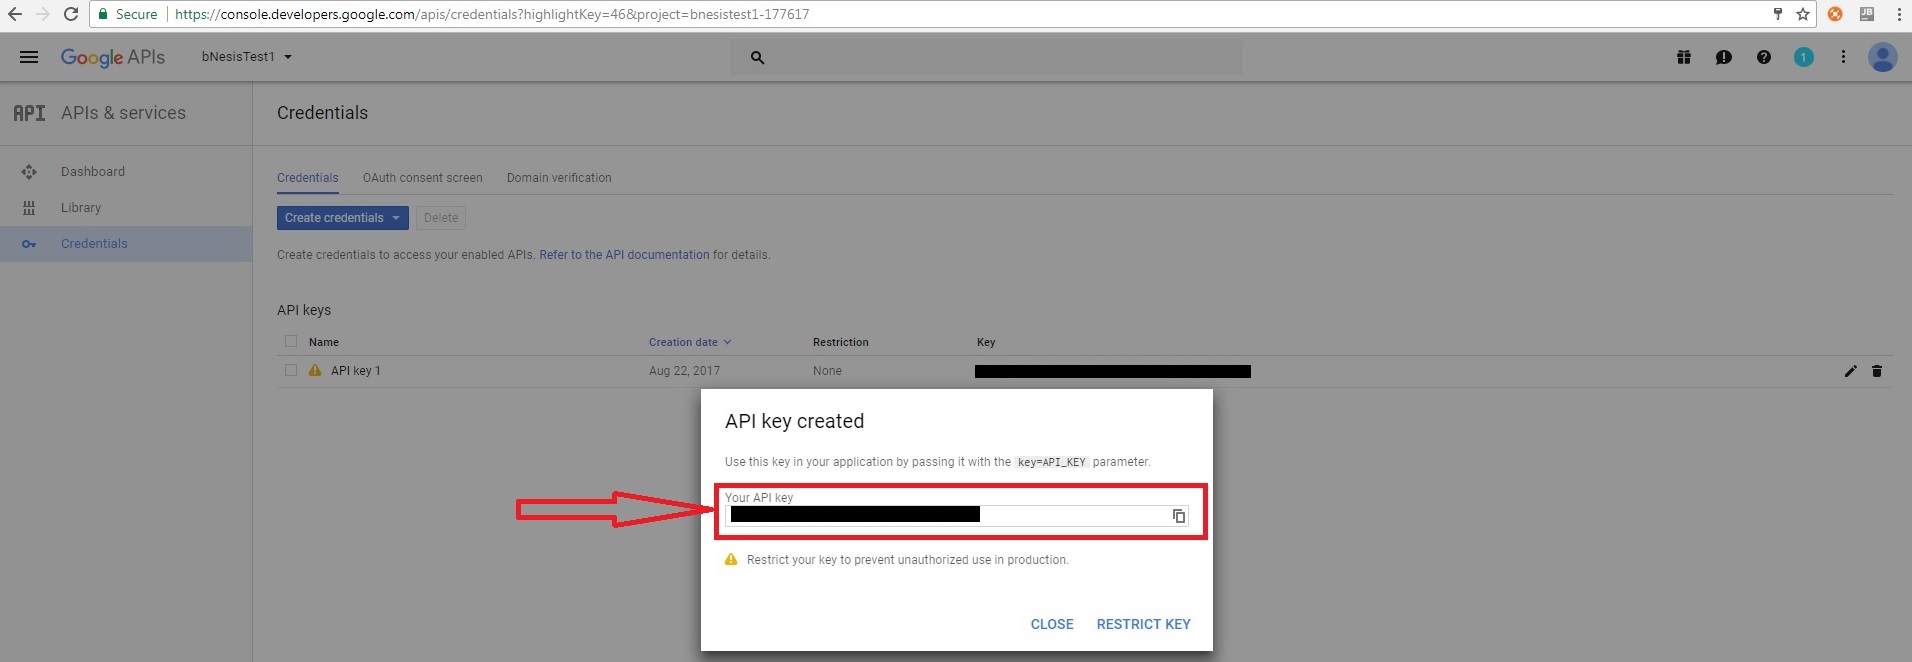 Secure https://console.developers.google.com/apis/credentials?highlightKey=46&project=bnesistest1-177617
JB
Google APIs bNesisTest1 1
API APIs & services Credentials
Dashboard
Library
Credentials
Credentials OAuth consent screen Domain verification
Create credentials Delete
Create credentials to access your enabled APIs. Refer to the API documentation for details.
API keys
Name Creation date Restriction Key
API key 1 Aug 22, 2017 None
API key created
Use this key in your application by passing it with the key=API_KEY parameter.
Your API key
Restrict your key to prevent unauthorized use in production.
CLOSE RESTRICT KEY